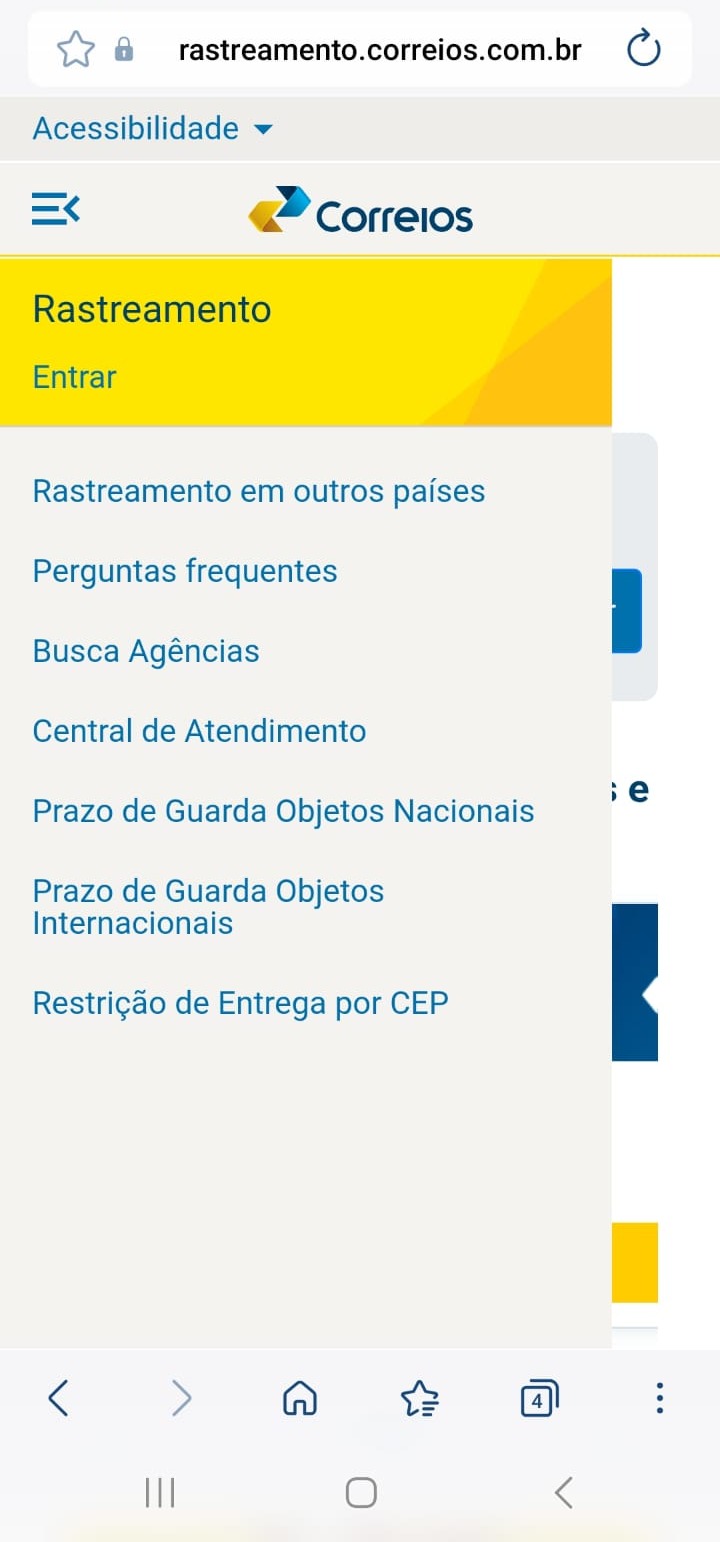 rastreamento.correios.com.br
Acessibilidade
Correios
Rastreamento
Entrar
Rastreamento em outros países
Perguntas frequentes
Busca Agências
Central de Atendimento
e
Prazo de Guarda Objetos Nacionais
Prazo de Guarda Objetos
Internacionais
Restrição de Entrega por CEP
4